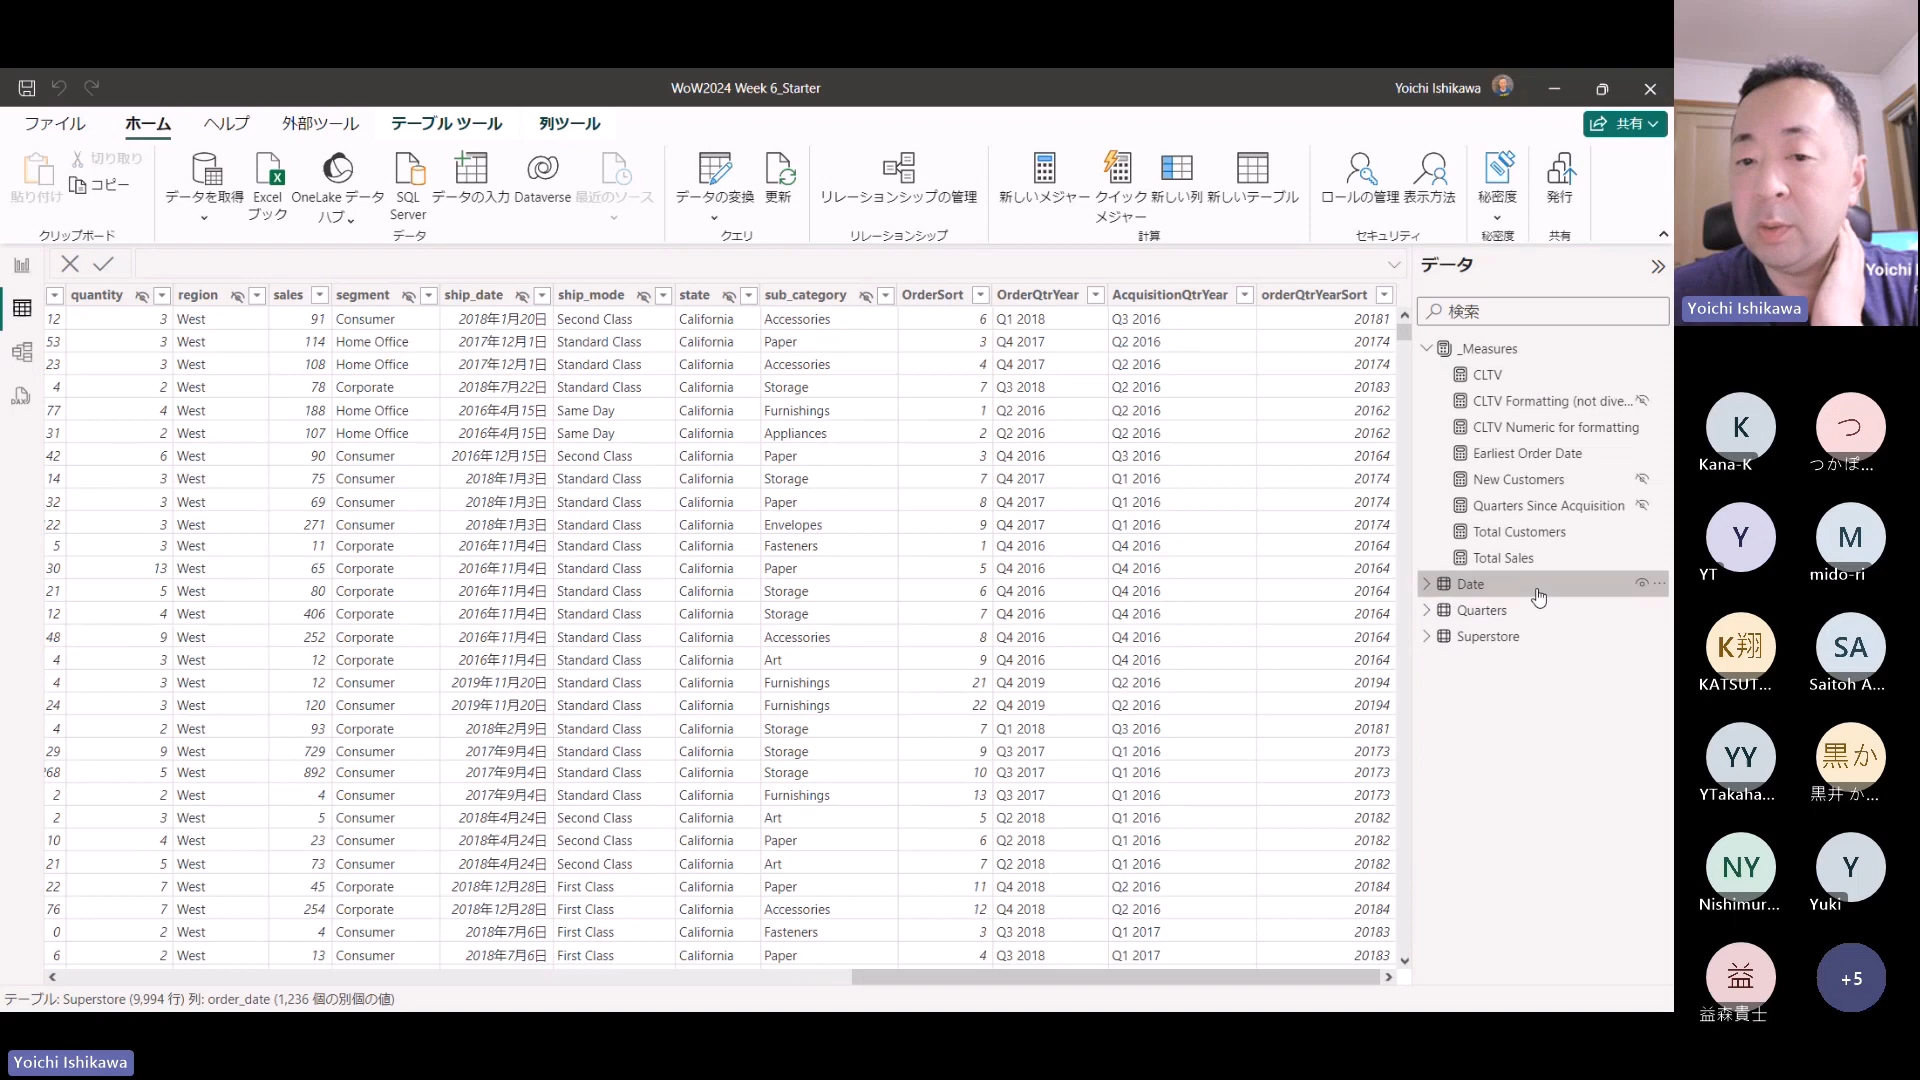 WoW2024 Week 6_Starter
Yoichi Ishikawa
ファイル ホーム ヘルプ 外部ツール テーブル ツール 列ツール 共有
貼り付け 切り取り コピー
クリップボード
データを取得 Excel ブック OneLake データ ハブ SQL Server データの入力 Dataverse 最近のソース
データ
データの変換 更新
クエリ
リレーションシップの管理
リレーションシップ
新しいメジャー クイック メジャー 新しい列 新しいテーブル
計算
ロールの管理 表示方法
セキュリティ
秘密度
秘密度
発行
共有
quantity region sales segment ship_date ship_mode state sub_category OrderSort OrderQtrYear AcquisitionQtrYear orderQtrYearSort
12 3 West 91 Consumer 2018年1月20日 Second Class California Accessories 6 Q1 2018 Q3 2016 20181
53 3 West 114 Home Office 2017年12月1日 Standard Class California Paper 3 Q4 2017 Q2 2016 20174
23 3 West 108 Home Office 2017年12月1日 Standard Class California Accessories 4 Q4 2017 Q2 2016 20174
4 2 West 78 Corporate 2018年7月22日 Standard Class California Storage 7 Q3 2018 Q2 2016 20183
77 4 West 188 Home Office 2016年4月15日 Same Day California Furnishings 1 Q2 2016 Q2 2016 20162
31 2 West 107 Home Office 2016年4月15日 Same Day California Appliances 2 Q2 2016 Q2 2016 20162
42 6 West 90 Consumer 2016年12月15日 Second Class California Paper 3 Q4 2016 Q3 2016 20164
14 3 West 75 Consumer 2018年1月3日 Standard Class California Storage 7 Q4 2017 Q1 2016 20174
32 3 West 69 Consumer 2018年1月3日 Standard Class California Paper 8 Q4 2017 Q1 2016 20174
22 3 West 271 Consumer 2018年1月3日 Standard Class California Envelopes 9 Q4 2017 Q1 2016 20174
5 3 West 11 Corporate 2016年11月4日 Standard Class California Fasteners 1 Q4 2016 Q4 2016 20164
30 13 West 65 Corporate 2016年11月4日 Standard Class California Paper 5 Q4 2016 Q4 2016 20164
21 5 West 80 Corporate 2016年11月4日 Standard Class California Storage 6 Q4 2016 Q4 2016 20164
12 4 West 406 Corporate 2016年11月4日 Standard Class California Storage 7 Q4 2016 Q4 2016 20164
48 9 West 252 Corporate 2016年11月4日 Standard Class California Accessories 8 Q4 2016 Q4 2016 20164
4 3 West 12 Corporate 2016年11月4日 Standard Class California Art 9 Q4 2016 Q4 2016 20164
4 3 West 12 Consumer 2019年11月20日 Standard Class California Furnishings 21 Q4 2019 Q2 2016 20194
24 3 West 120 Consumer 2019年11月20日 Standard Class California Furnishings 22 Q4 2019 Q2 2016 20194
4 2 West 93 Corporate 2018年2月9日 Standard Class California Storage 7 Q1 2018 Q3 2016 20181
29 9 West 729 Consumer 2017年9月4日 Standard Class California Storage 9 Q3 2017 Q1 2016 20173
68 5 West 892 Consumer 2017年9月4日 Standard Class California Storage 10 Q3 2017 Q1 2016 20173
2 2 West 4 Consumer 2017年9月4日 Standard Class California Furnishings 13 Q3 2017 Q1 2016 20173
2 3 West 5 Consumer 2018年4月24日 Second Class California Art 5 Q2 2018 Q1 2016 20182
10 4 West 23 Consumer 2018年4月24日 Second Class California Paper 6 Q2 2018 Q1 2016 20182
21 5 West 73 Consumer 2018年4月24日 Second Class California Art 7 Q2 2018 Q1 2016 20182
22 7 West 45 Corporate 2018年12月28日 First Class California Paper 11 Q4 2018 Q2 2016 20184
76 7 West 254 Corporate 2018年12月28日 First Class California Accessories 12 Q4 2018 Q2 2016 20184
0 2 West 4 Consumer 2018年7月6日 First Class California Fasteners 3 Q3 2018 Q1 2017 20183
6 2 West 13 Consumer 2018年7月6日 First Class California Paper 4 Q3 2018 Q1 2017 20183
テーブル: Superstore (9,994 行) 列: order_date (1,236 個の別個の値)
データ
検索
_Measures
CLTV
CLTV Formatting (not dive...
CLTV Numeric for formatting
Earliest Order Date
New Customers
Quarters Since Acquisition
Total Customers
Total Sales
Date
Quarters
Superstore
DAX
Yoichi
Yoichi Ishikawa
K つ
Kana-K つかぽ...
Y M
YT mido-ri
K翔 SA
KATSUT... Saitoh A...
YY 黒か
YTakaha... 黒井 か...
NY Y
Nishimur... Yuki
益 +5
益森貴士
Yoichi Ishikawa